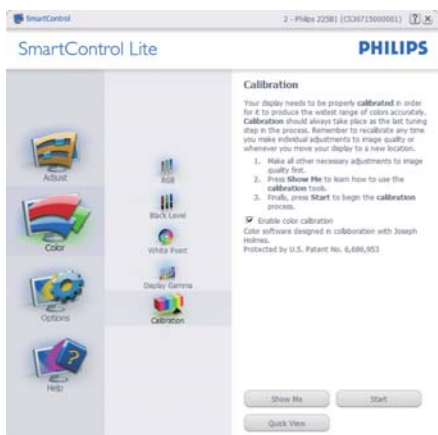 SmartControl
2 - Philips 225B1 (CS30715000001)
SmartControl Lite
PHILIPS
Adjust
Color
Options
Help
RGB
Black Level
White Point
Display Gamma
Calibration
Calibration
Your display needs to be properly calibrated in order
for it to produce the widest range of colors accurately.
Calibration should always take place as the last tuning
step in the process. Remember to recalibrate any time
you make individual adjustments to image quality or
whenever you move your display to a new location.
1. Make all other necessary adjustments to image
quality first.
2. Press Show Me to learn how to use the
calibration tools.
3. Finally, press Start to begin the calibration
process.
Enable color calibration
Color software designed in collaboration with Joseph
Holmes.
Protected by U.S. Patent No. 6,686,953
Show Me
Start
Quick View